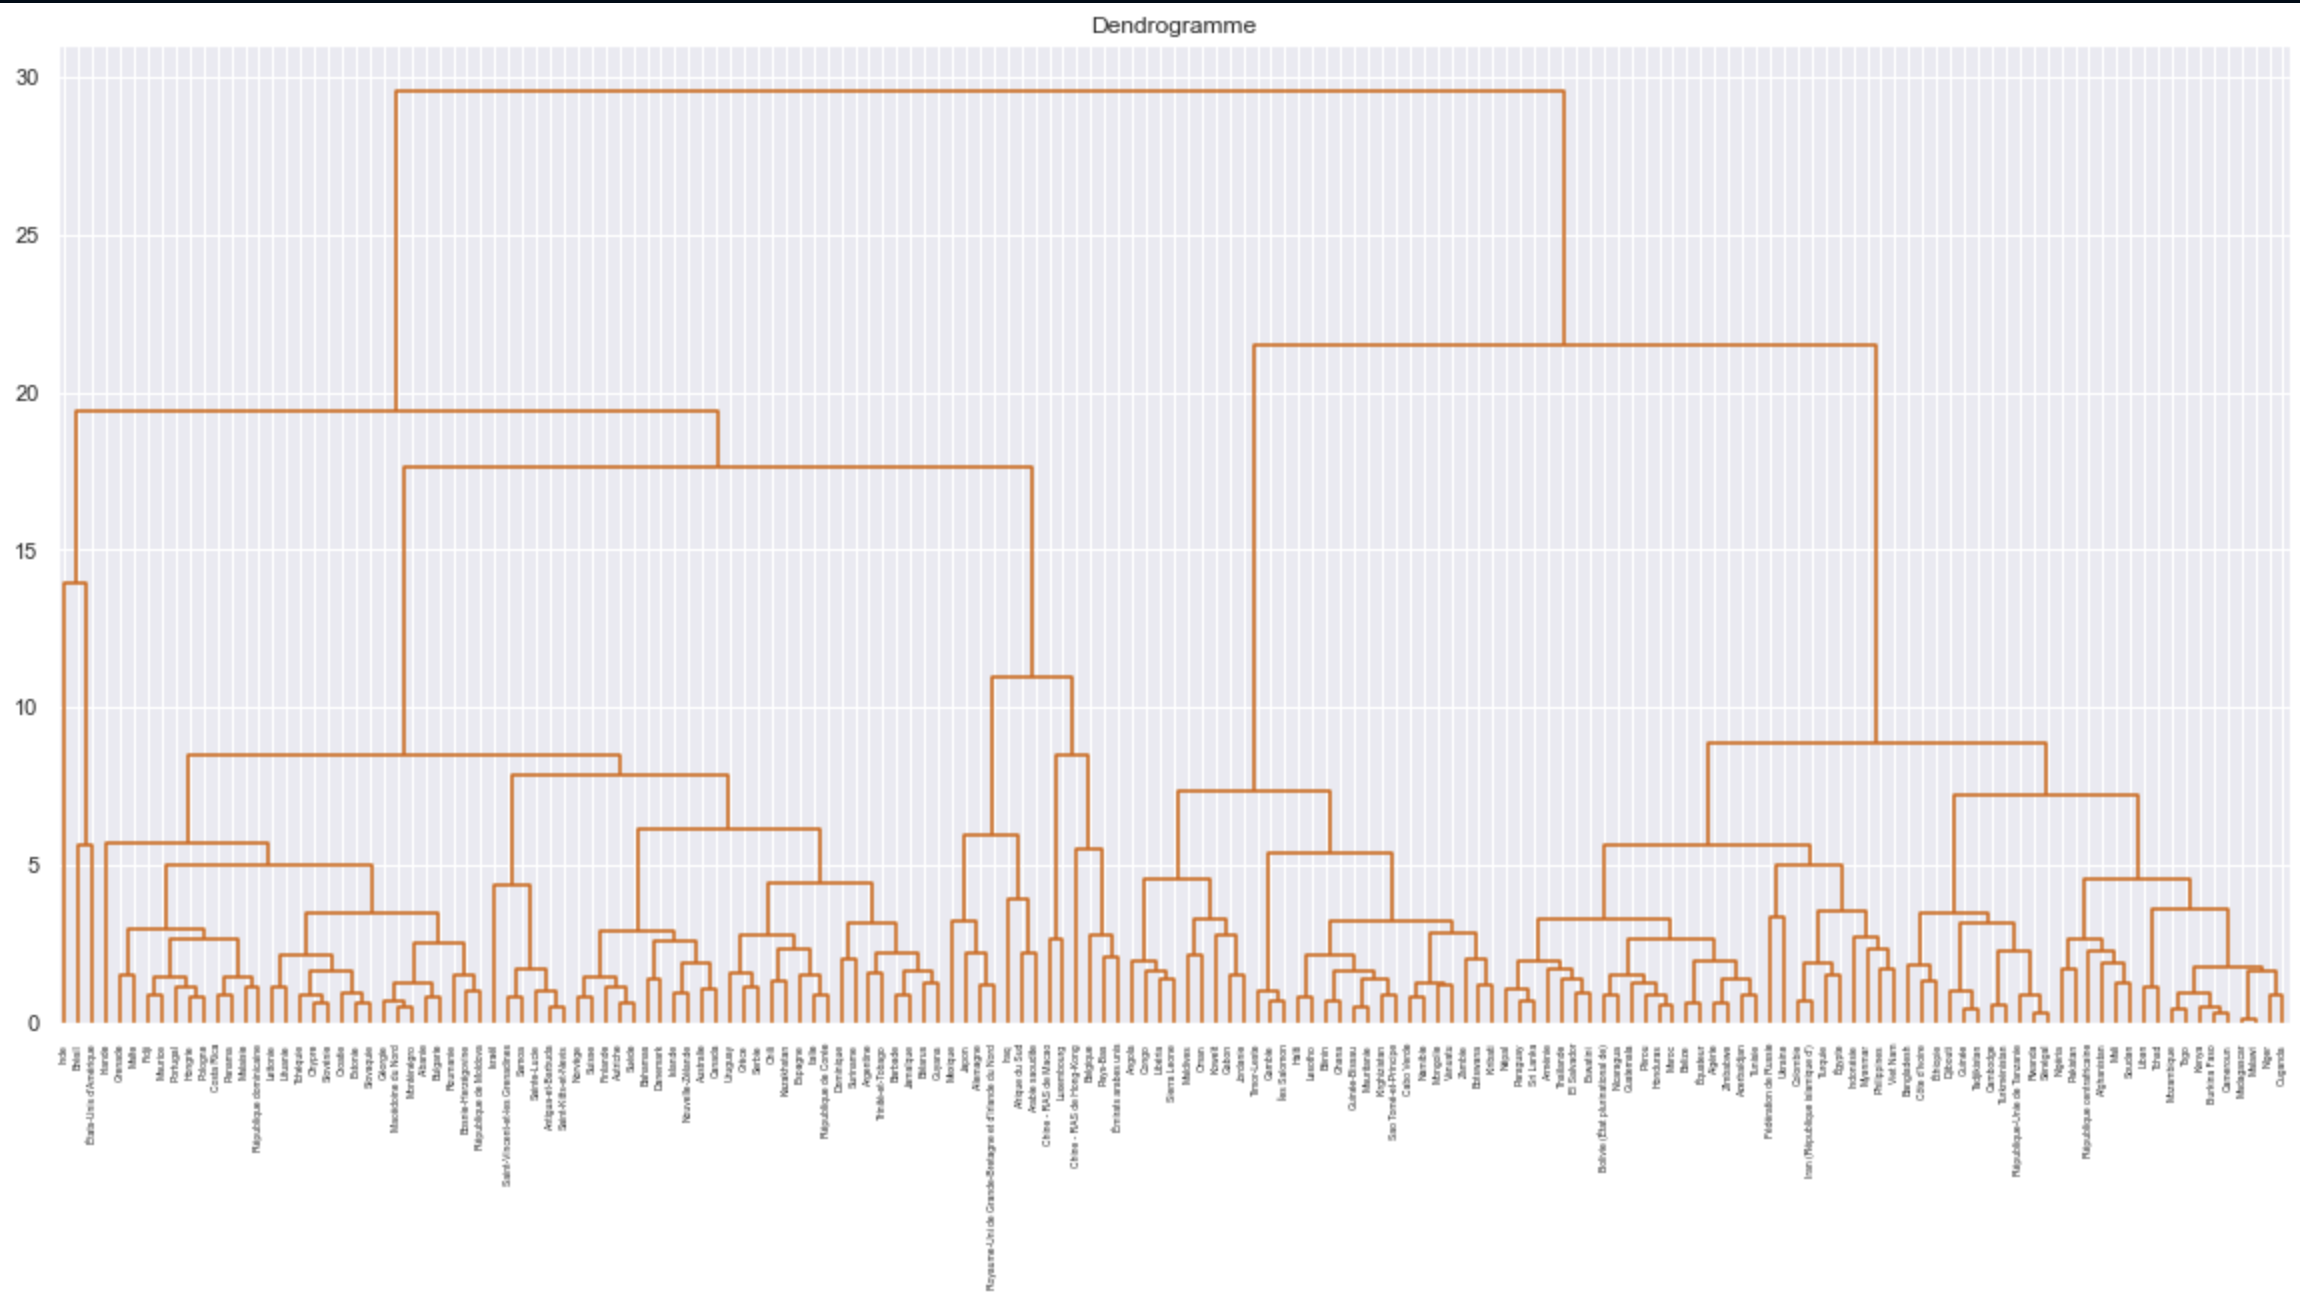 Dendrogramme
30
25
20
15
10
5
0
Inde
Brésil
États-Unis d'Amérique
Irlande
Grenade
Malte
Fidji
Maurice
Portugal
Hongrie
Pologne
Costa Rica
Panama
Malaisie
République dominicaine
Lettonie
Lituanie
Tchéquie
Chypre
Slovénie
Croatie
Estonie
Slovaquie
Géorgie
Macédoine du Nord
Monténégro
Albanie
Bulgarie
Roumanie
Bosnie-Herzégovine
République de Moldova
Israël
Saint-Vincent-et-les Grenadines
Samoa
Sainte-Lucie
Antigua-et-Barbuda
Saint-Kitts-et-Nevis
Norvège
Suisse
Finlande
Autriche
Suède
Bahamas
Danemark
Islande
Nouvelle-Zélande
Australie
Canada
Uruguay
Grèce
Serbie
Chili
Kazakhstan
Espagne
Italie
République de Corée
Dominique
Suriname
Argentine
Trinité-et-Tobago
Barbade
Jamaïque
Bélarus
Guyana
Mexique
Japon
Allemagne
Royaume-Uni de Grande-Bretagne et d'Irlande du Nord
Iraq
Afrique du Sud
Arabie saoudite
Chine - RAS de Macao
Luxembourg
Chine - RAS de Hong-Kong
Belgique
Pays-Bas
Émirats arabes unis
Angola
Congo
Libéria
Sierra Leone
Maldives
Oman
Koweït
Gabon
Jordanie
Timor-Leste
Gambie
Îles Salomon
Haïti
Lesotho
Bénin
Ghana
Guinée-Bissau
Mauritanie
Kirghizistan
Sao Tomé-et-Principe
Cabo Verde
Namibie
Mongolie
Vanuatu
Zambie
Botswana
Kiribati
Népal
Paraguay
Sri Lanka
Arménie
Thaïlande
El Salvador
Eswatini
Bolivie (État plurinational de)
Nicaragua
Guatemala
Pérou
Honduras
Maroc
Belize
Équateur
Algérie
Zimbabwe
Azerbaïdjan
Tunisie
Fédération de Russie
Ukraine
Colombie
Iran (République islamique d')
Turquie
Égypte
Indonésie
Myanmar
Philippines
Viet Nam
Bangladesh
Côte d'Ivoire
Éthiopie
Djibouti
Guinée
Tadjikistan
Cambodge
Turkménistan
République-Unie de Tanzanie
Rwanda
Sénégal
Nigéria
Pakistan
République centrafricaine
Afghanistan
Mali
Soudan
Liban
Tchad
Mozambique
Togo
Kenya
Burkina Faso
Cameroun
Madagascar
Malawi
Niger
Ouganda